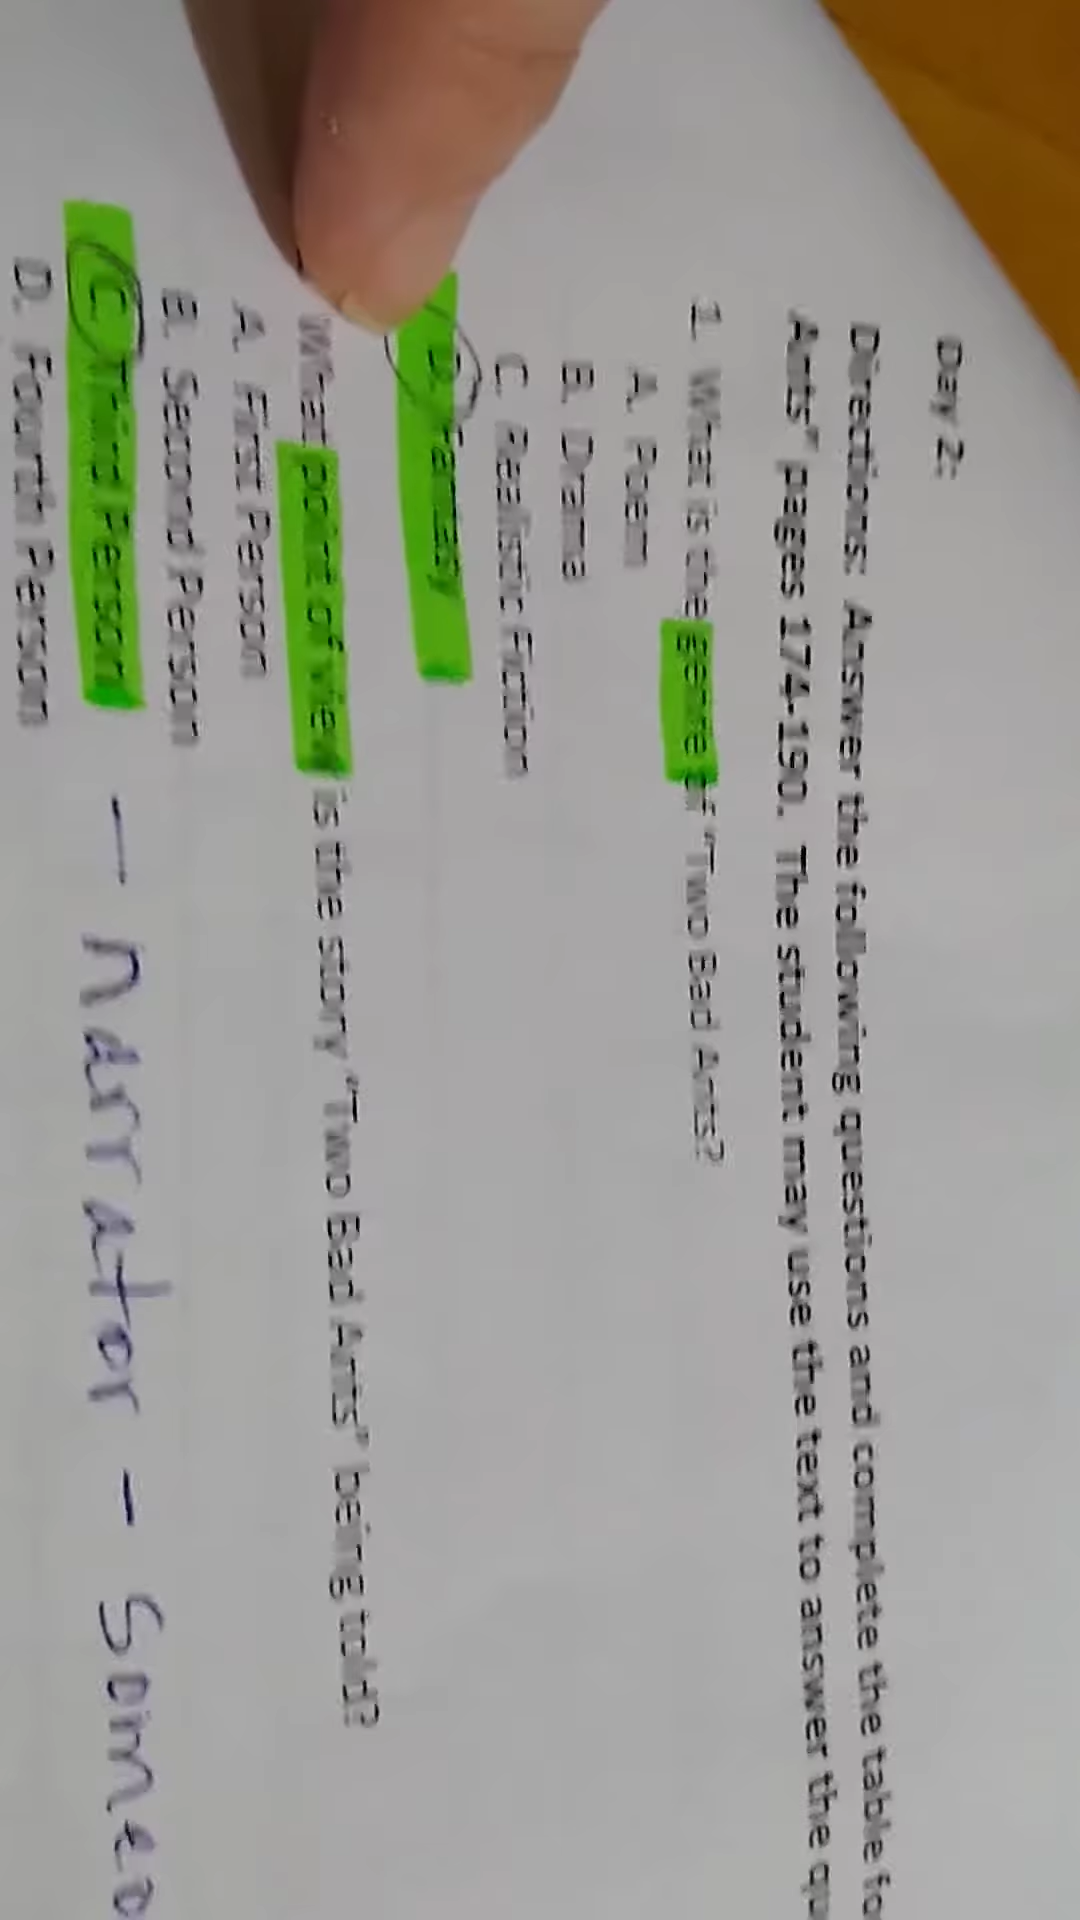 Day 2:
Directions: Answer the following questions and complete the table fo
Ants" pages 174-190. The student may use the text to answer the qu
1. What is the genre of "Two Bad Ants?
A. Poem
B. Drama
C. Realistic Fiction
D. Fantasy
What point of view is the story "Two Bad Ants" being told?
A. First Person
B. Second Person
C. Third Person - narrator - Someo
D. Fourth Person